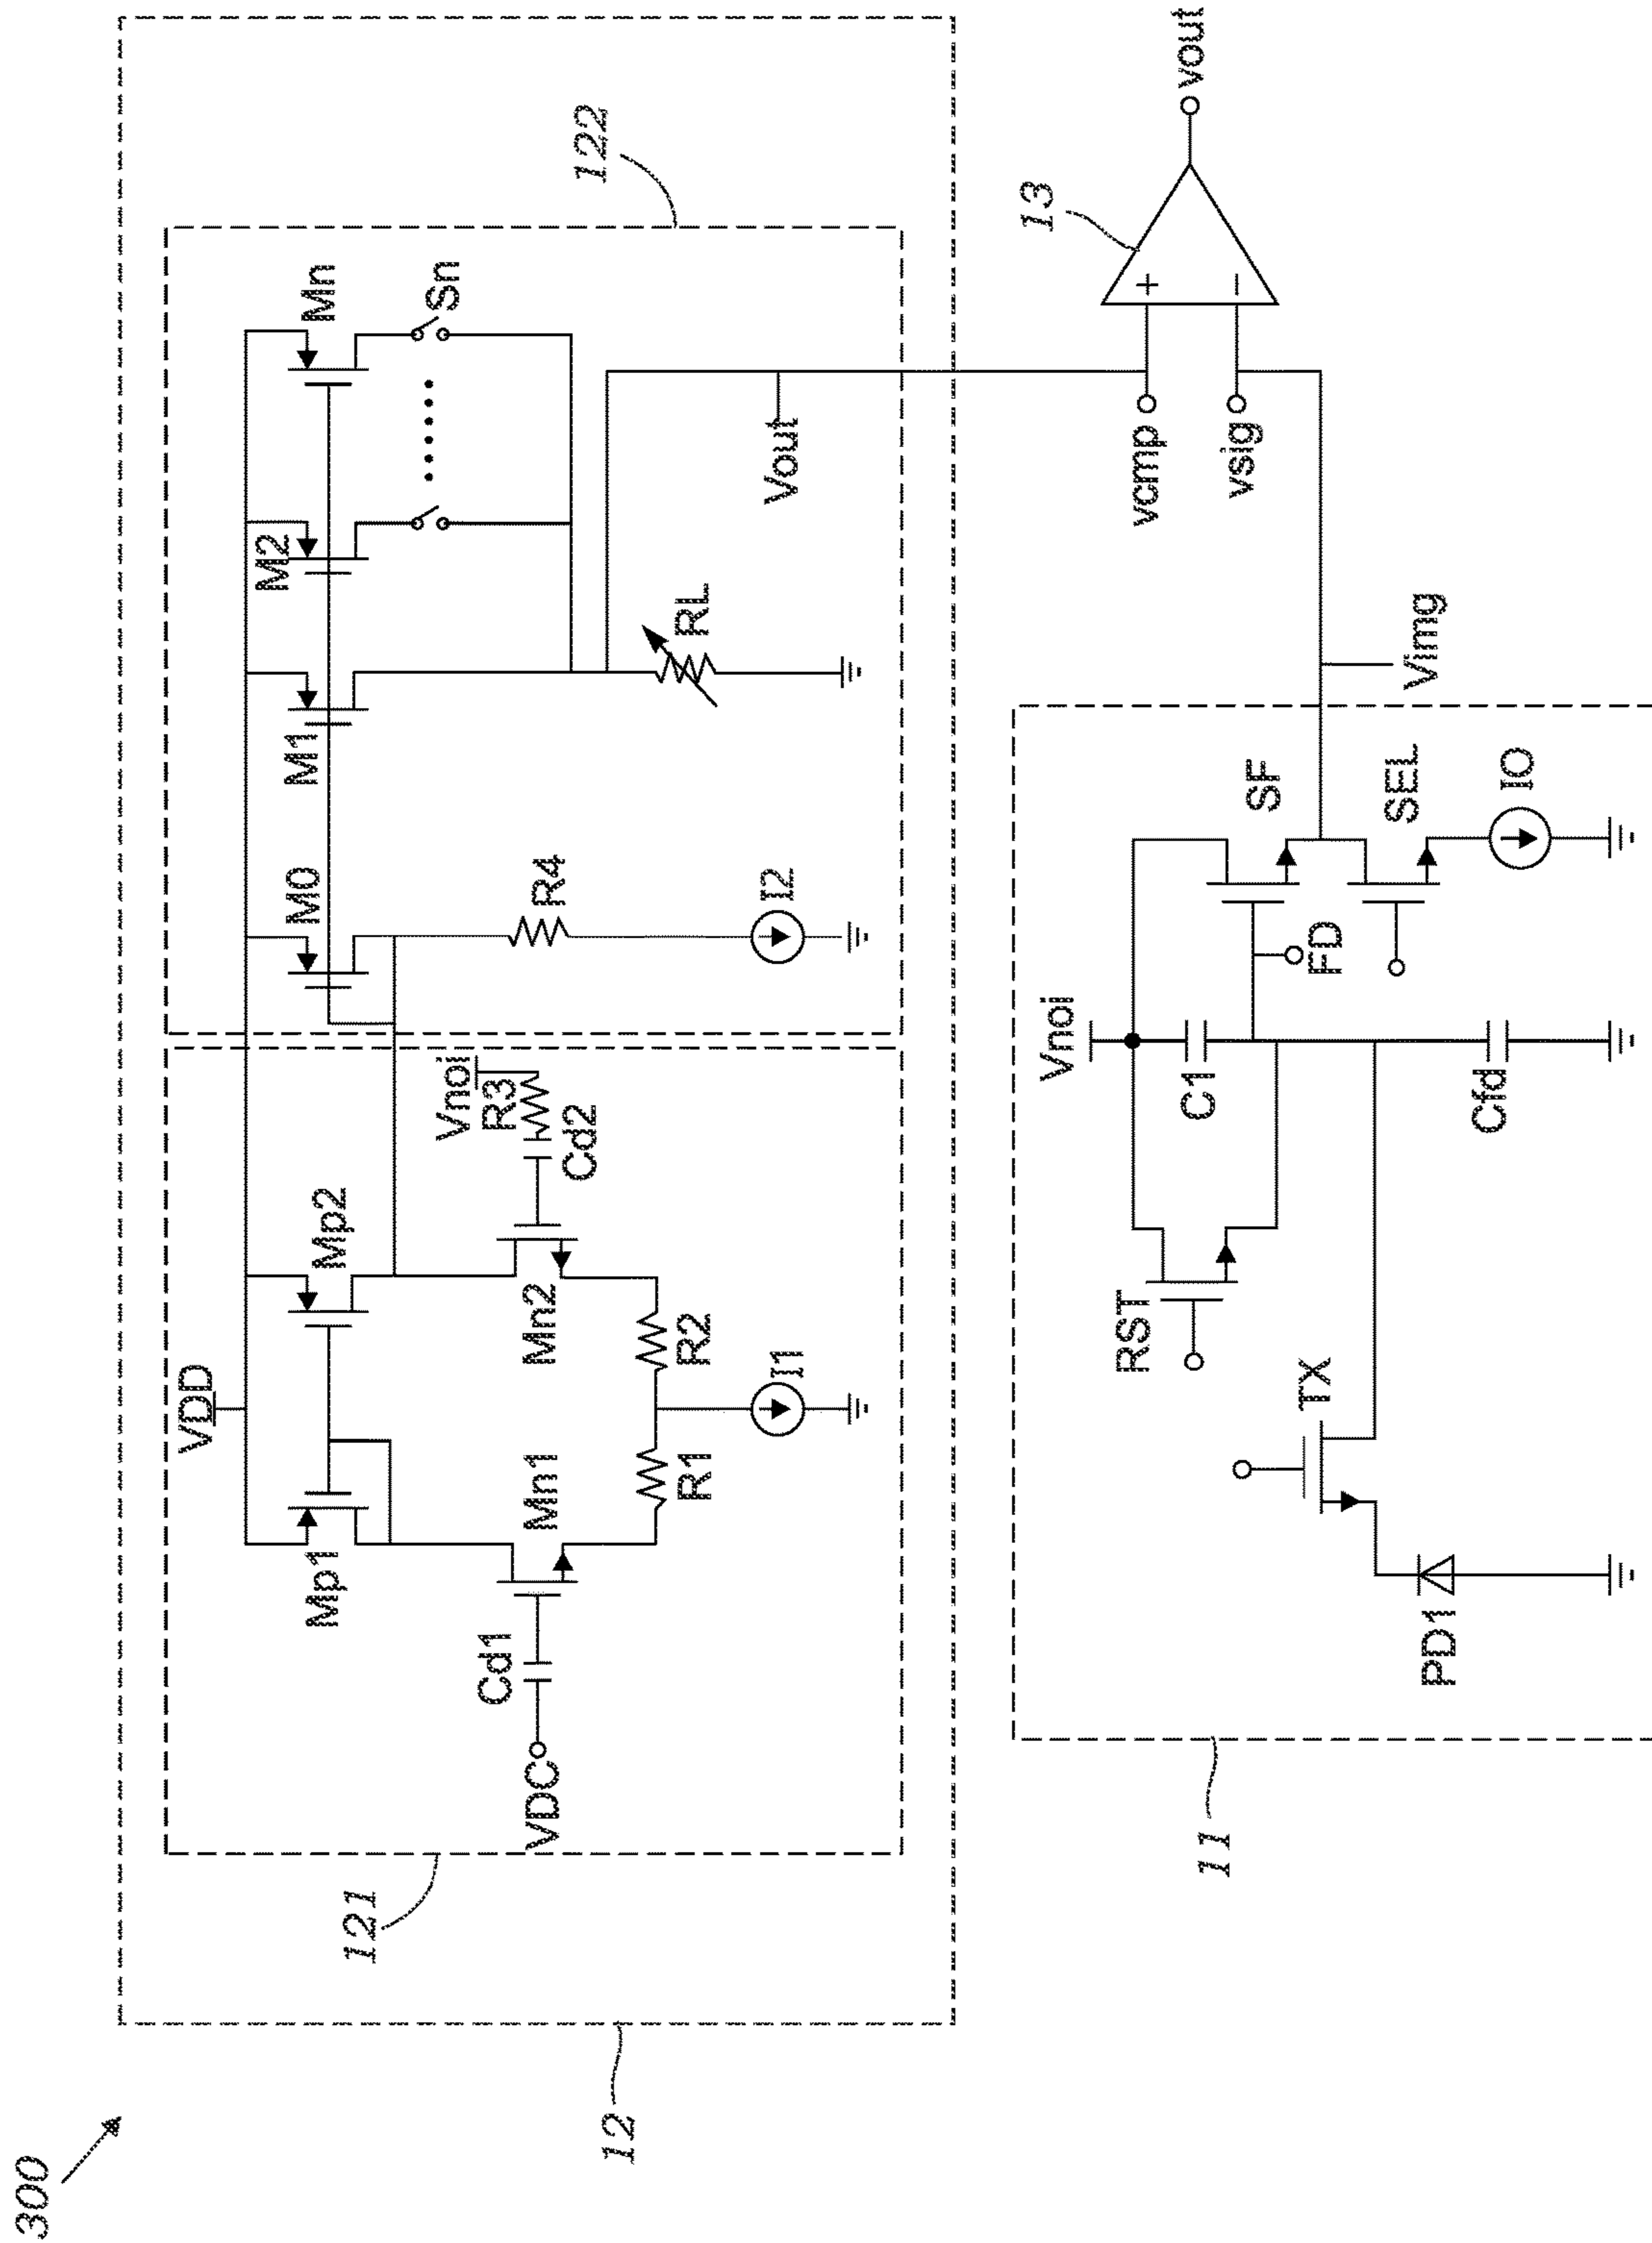 300
12
121
122
VDD
Mp1
Mp2
M0
M1
M2
Mn
Sn
Vnoi
R3
Cd2
Cd1
VDC
Mn1
Mn2
R4
R1
R2
RL
I1
I2
Vout
13
+
−
vout
vcmp
vsig
Vimg
11
Vnoi
RST
C1
FD
SF
TX
SEL
PD1
Cfd
IO